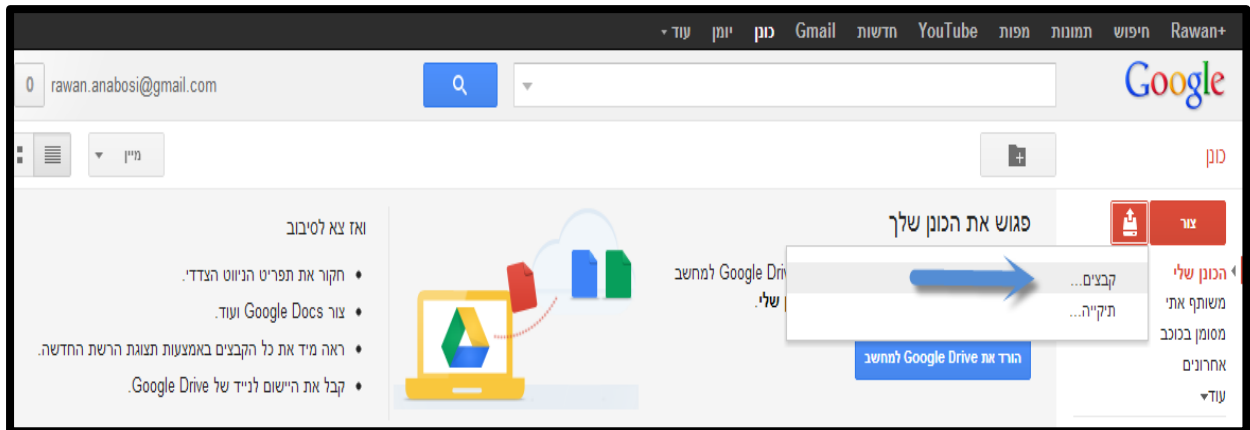 Rawan+ חיפוש תמונות מפות YouTube חדשות Gmail כונן יומן עוד
Google
rawan.anabosi@gmail.com 0
כונן
מיין
צור
הכונן שלי
משותף אתי
מסומן בכוכב
אחרונים
עוד
קבצים...
תיקייה...
פגוש את הכונן שלך
Google Dri למחשב
שלי.
הורד את Google Drive למחשב
ואז צא לסיבוב
• חקור את תפריט הניווט הצדדי.
• צור Google Docs ועוד.
• ראה מיד את כל הקבצים באמצעות תצוגת הרשת החדשה.
• קבל את היישום לנייד של Google Drive.